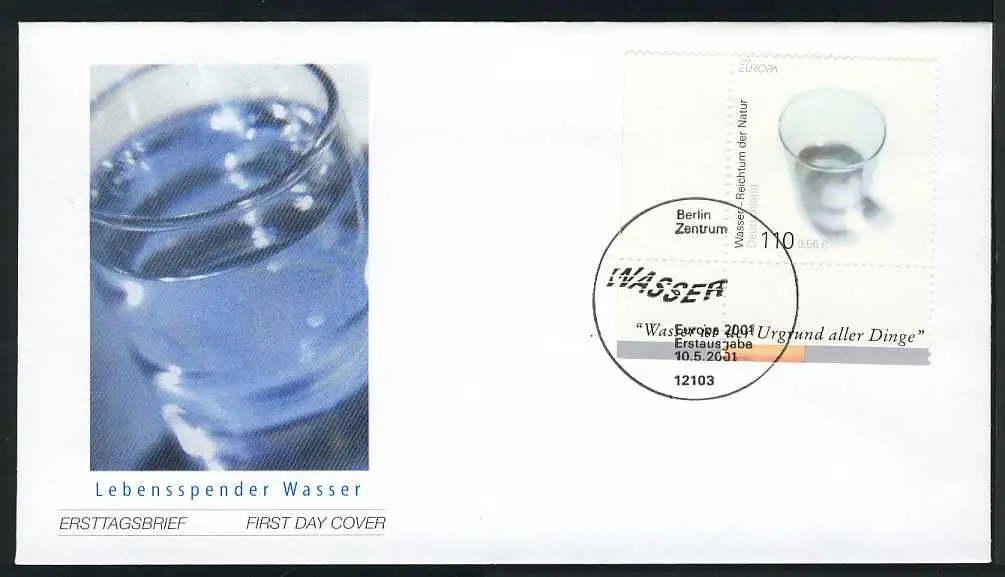 EUROPA
Wasser – Reichtum der Natur
Deutschland
110 0,56 €
Berlin
Zentrum
WASSER
"Wasser ist der Urgrund aller Dinge"
Europa 2001
Erstausgabe
10.5.2001
12103
Lebensspender Wasser
ERSTTAGSBRIEF FIRST DAY COVER